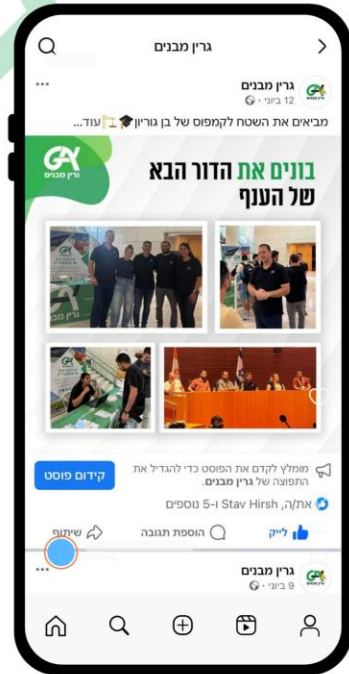 גרין מבנים
גרין מבנים
12 ביוני
מביאים את השטח לקמפוס של בן גוריון🎓🏗️ עוד...
GA
גרין מבנים
בונים את הדור הבא
של הענף
גרין מבנים
מומלץ לקדם את הפוסט כדי להגדיל את
התפוצה של גרין מבנים.
קידום פוסט
את/ה, Stav Hirsh ו-5 נוספים
לייק
הוספת תגובה
שיתוף
גרין מבנים
9 ביוני